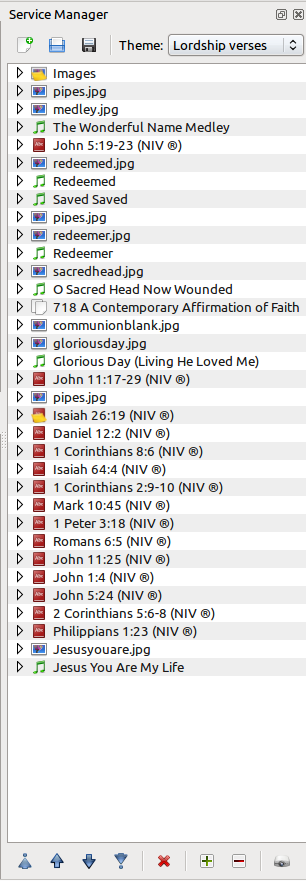 Service Manager
Theme: Lordship verses
Images
pipes.jpg
medley.jpg
The Wonderful Name Medley
John 5:19-23 (NIV ®)
redeemed.jpg
Redeemed
Saved Saved
pipes.jpg
redeemer.jpg
Redeemer
sacredhead.jpg
O Sacred Head Now Wounded
718 A Contemporary Affirmation of Faith
communionblank.jpg
gloriousday.jpg
Glorious Day (Living He Loved Me)
John 11:17-29 (NIV ®)
pipes.jpg
Isaiah 26:19 (NIV ®)
Daniel 12:2 (NIV ®)
1 Corinthians 8:6 (NIV ®)
Isaiah 64:4 (NIV ®)
1 Corinthians 2:9-10 (NIV ®)
Mark 10:45 (NIV ®)
1 Peter 3:18 (NIV ®)
Romans 6:5 (NIV ®)
John 11:25 (NIV ®)
John 1:4 (NIV ®)
John 5:24 (NIV ®)
2 Corinthians 5:6-8 (NIV ®)
Philippians 1:23 (NIV ®)
Jesusyouare.jpg
Jesus You Are My Life